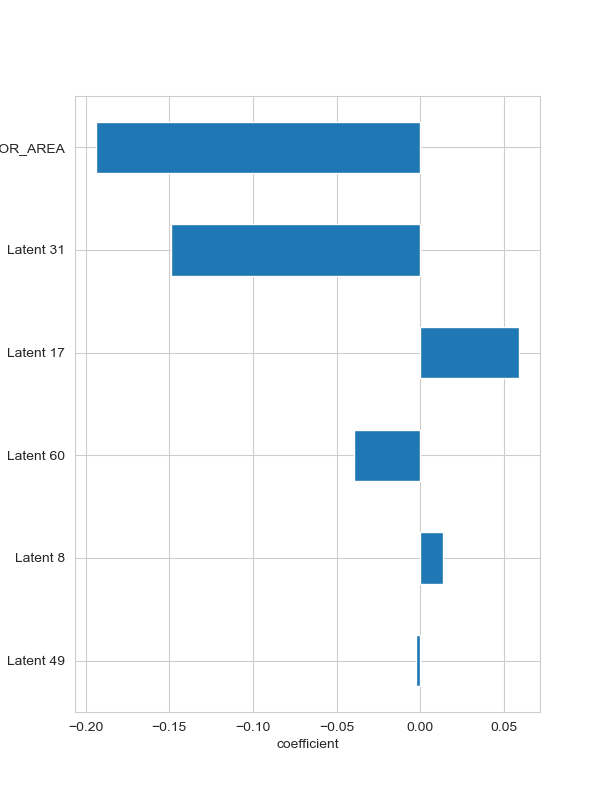 OR_AREA
Latent 31
Latent 17
Latent 60
Latent 8
Latent 49
−0.20 −0.15 −0.10 −0.05 0.00 0.05
coefficient